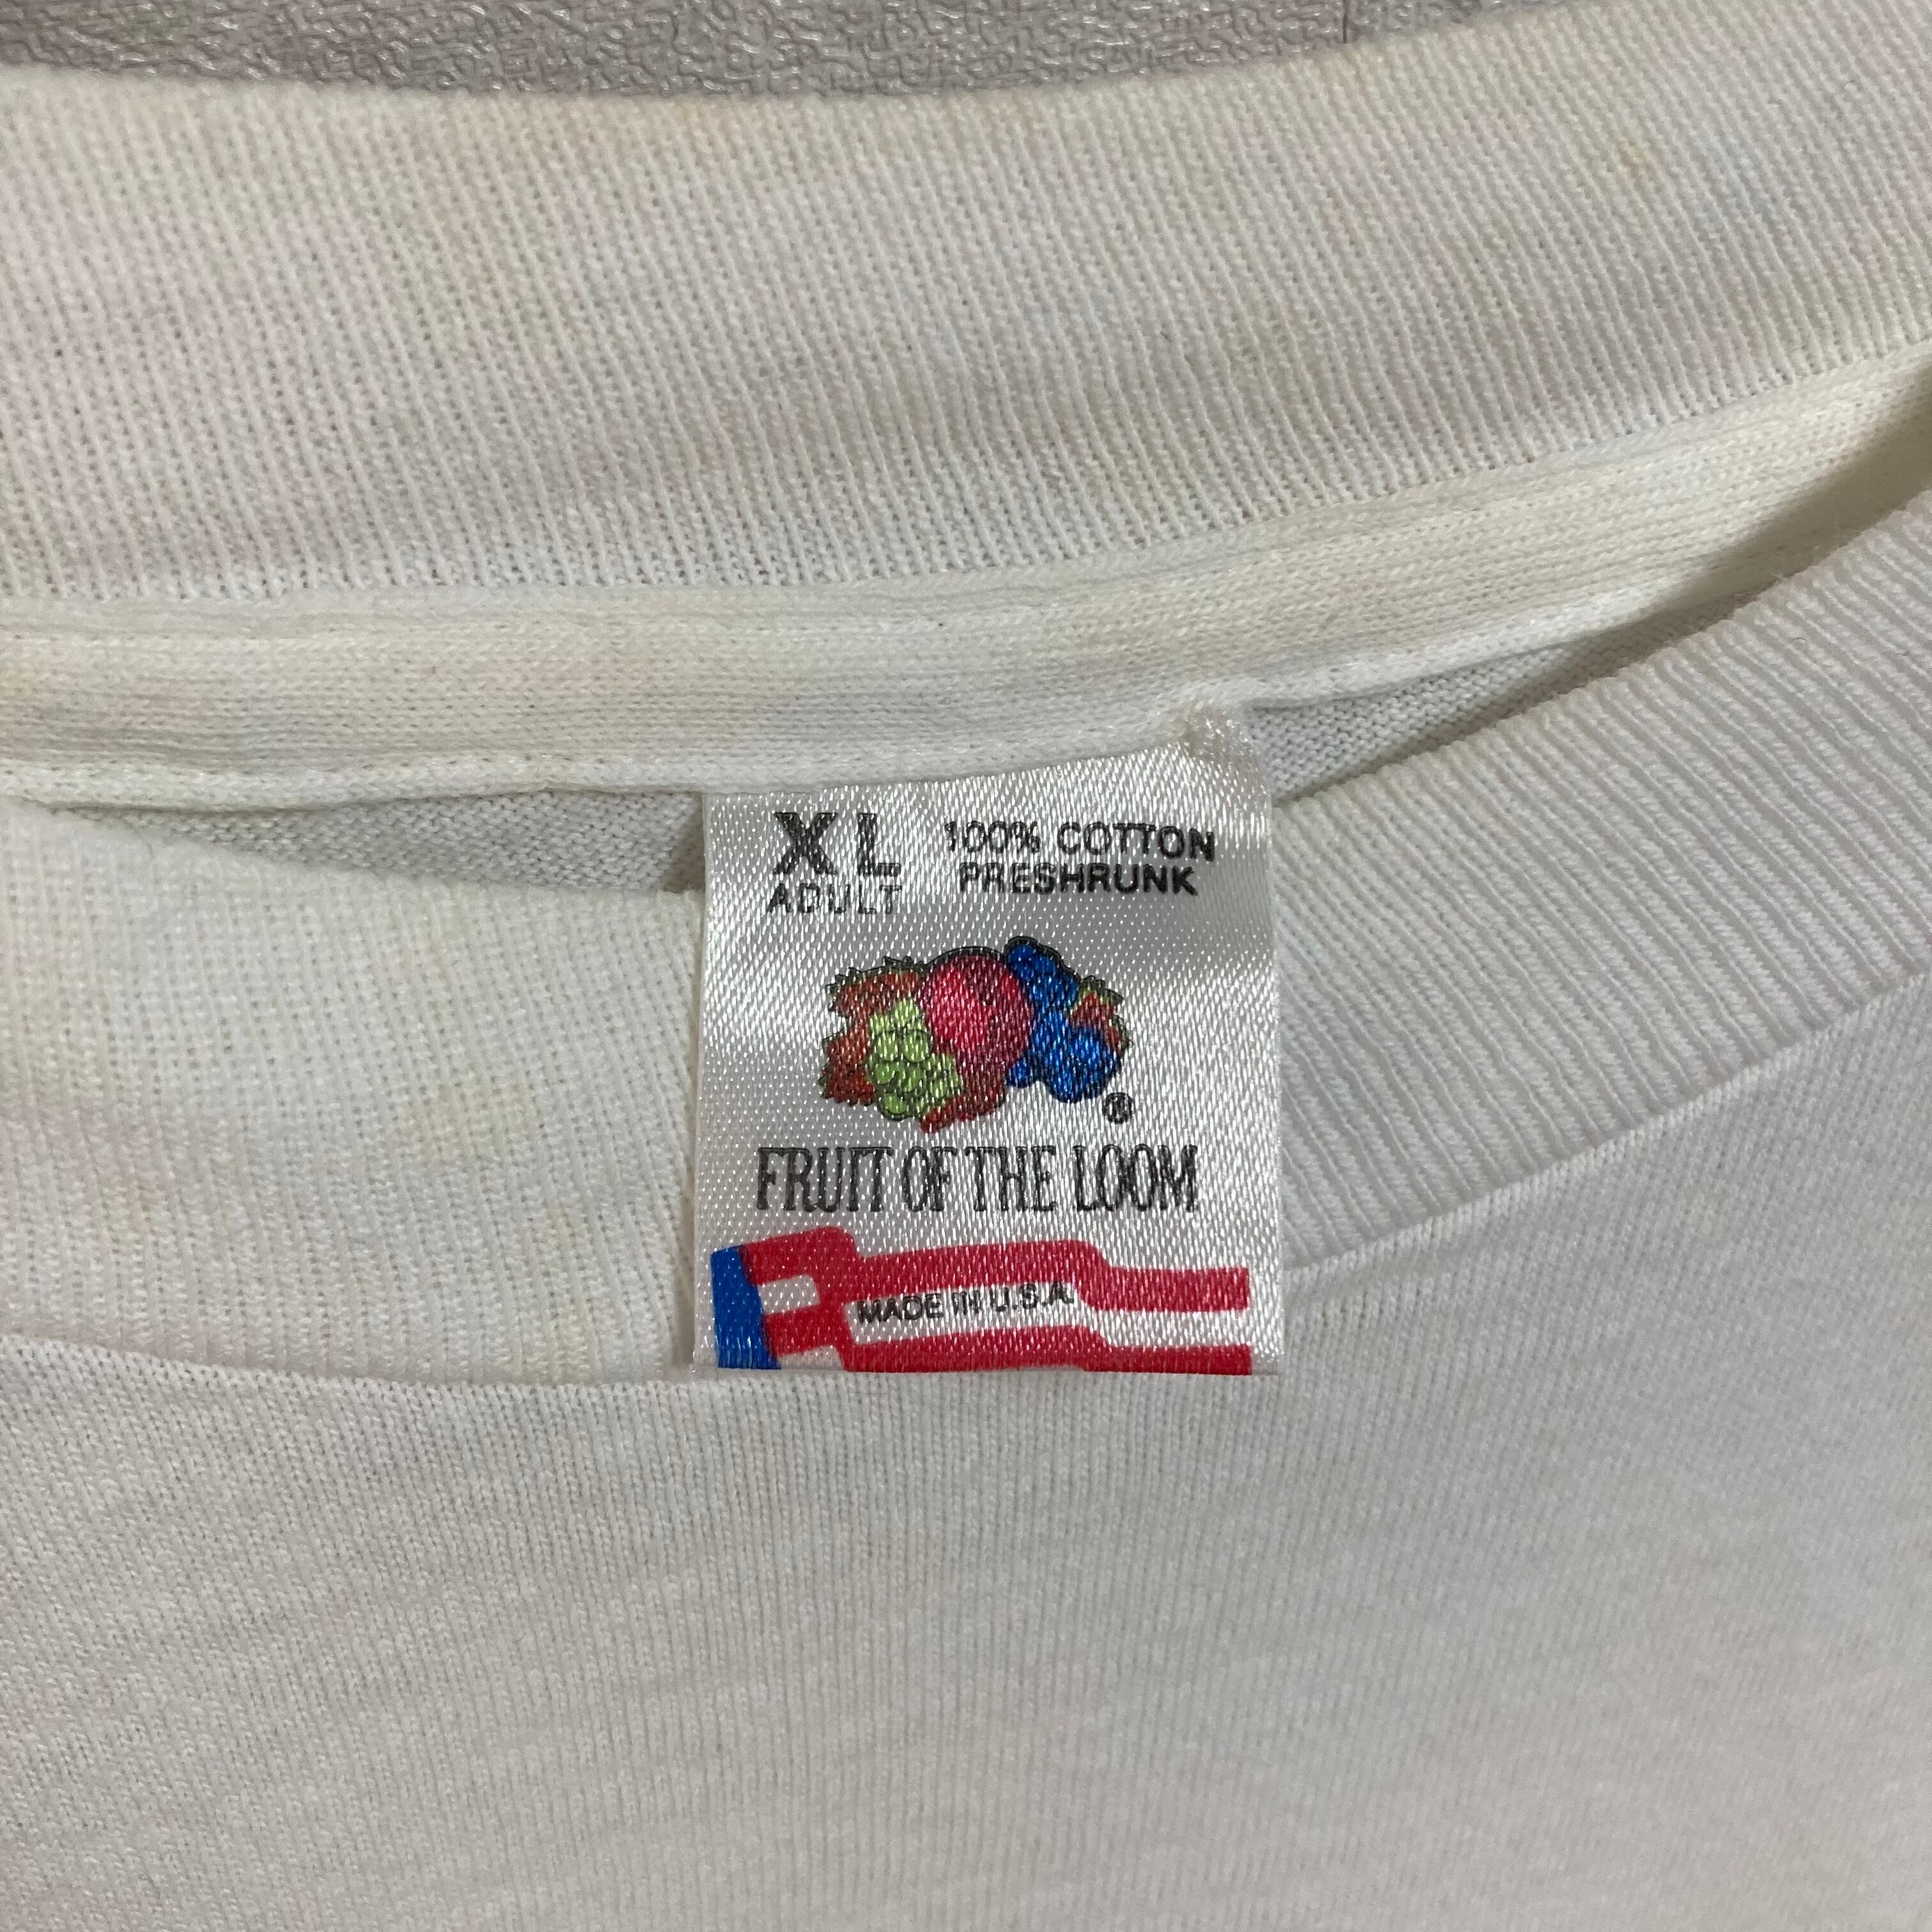 XL 100% COTTON
ADULT PRESHRUNK
®
FRUIT OF THE LOOM
MADE IN U.S.A.